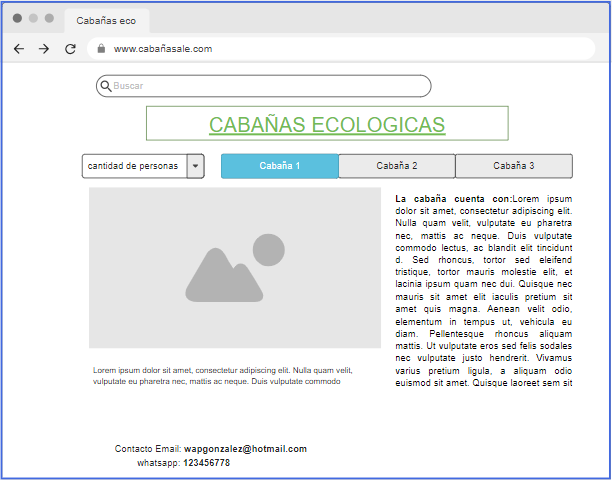 Cabañas eco
www.cabañasale.com
Buscar
CABAÑAS ECOLOGICAS
cantidad de personas
Cabaña 1
Cabaña 2
Cabaña 3
La cabaña cuenta con:Lorem ipsum
dolor sit amet, consectetur adipiscing elit.
Nulla quam velit, vulputate eu pharetra
nec, mattis ac neque. Duis vulputate
commodo lectus, ac blandit elit tincidunt
d. Sed rhoncus, tortor sed eleifend
tristique, tortor mauris molestie elit, et
lacinia ipsum quam nec dui. Quisque nec
mauris sit amet elit iaculis pretium sit
amet quis magna. Aenean velit odio,
elementum in tempus ut, vehicula eu
diam. Pellentesque rhoncus aliquam
mattis. Ut vulputate eros sed felis sodales
nec vulputate justo hendrerit. Vivamus
varius pretium ligula, a aliquam odio
euismod sit amet. Quisque laoreet sem sit
Lorem ipsum dolor sit amet, consectetur adipiscing elit. Nulla quam velit,
vulputate eu pharetra nec, mattis ac neque. Duis vulputate commodo
Contacto Email: wapgonzalez@hotmail.com
whatsapp: 123456778